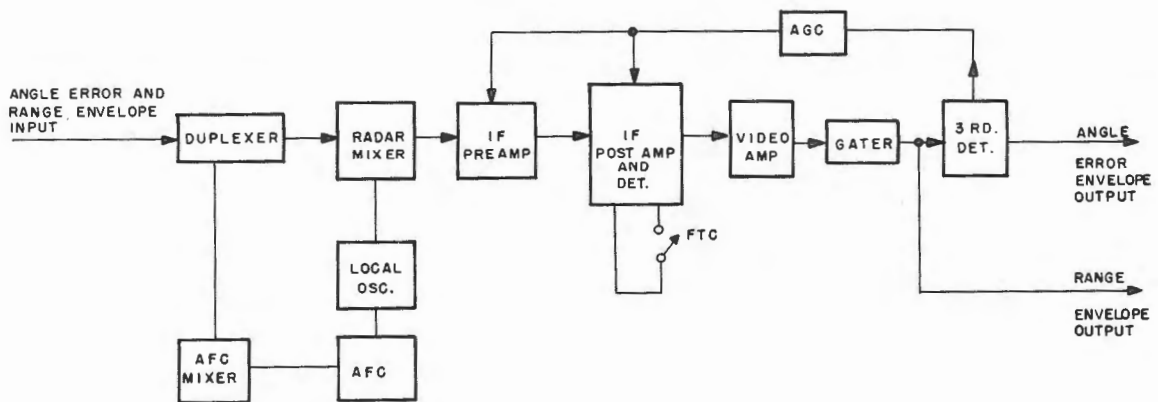 AGC
ANGLE ERROR AND
RANGE ENVELOPE
INPUT
DUPLEXER
RADAR
MIXER
IF
PREAMP
IF
POST AMP
AND
DET.
VIDEO
AMP
GATER
3 RD.
DET.
ANGLE
ERROR
ENVELOPE
OUTPUT
FTC
LOCAL
OSC.
RANGE
ENVELOPE
OUTPUT
AFC
MIXER
AFC